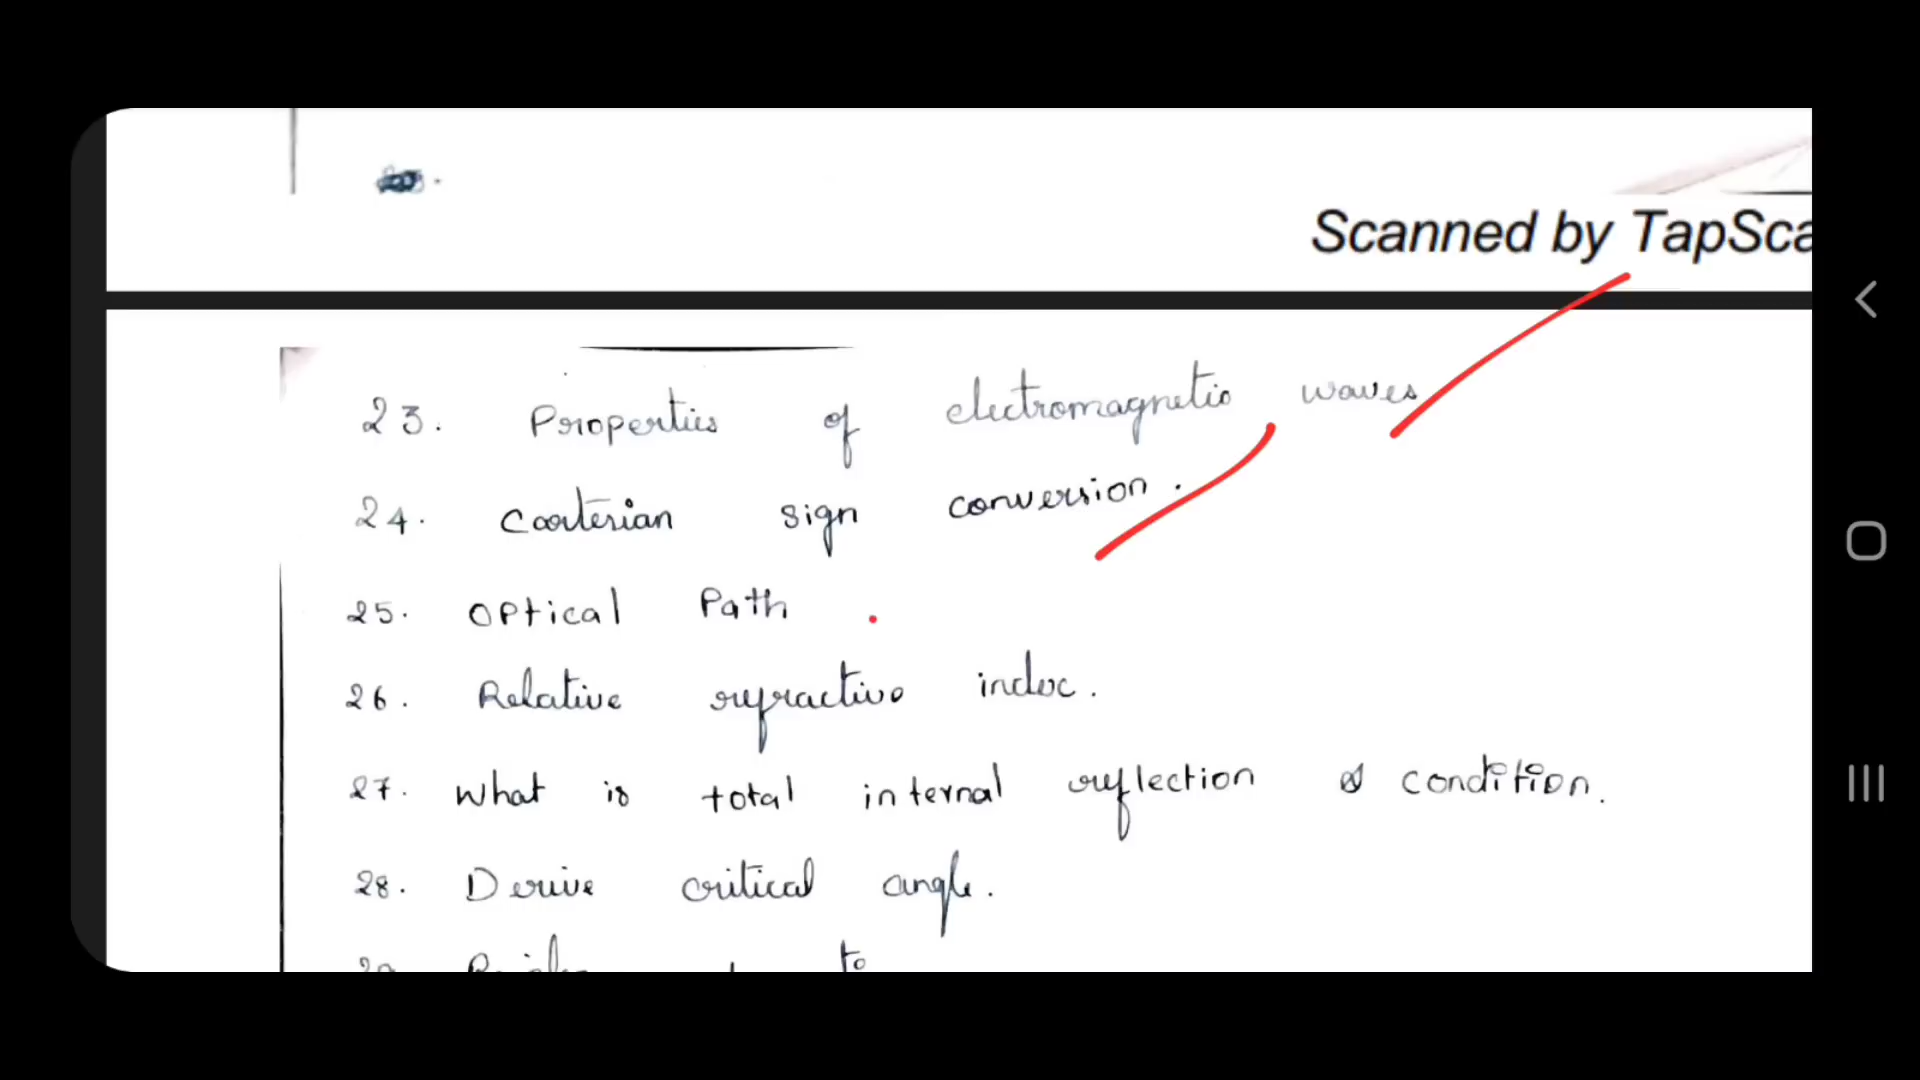 Scanned by TapSca
23. Properties of electromagnetic waves
24. Carterian sign conversion.
25. Optical Path
26. Relative refractive index.
27. What is total internal reflection & condition.
28. Derive critical angle.